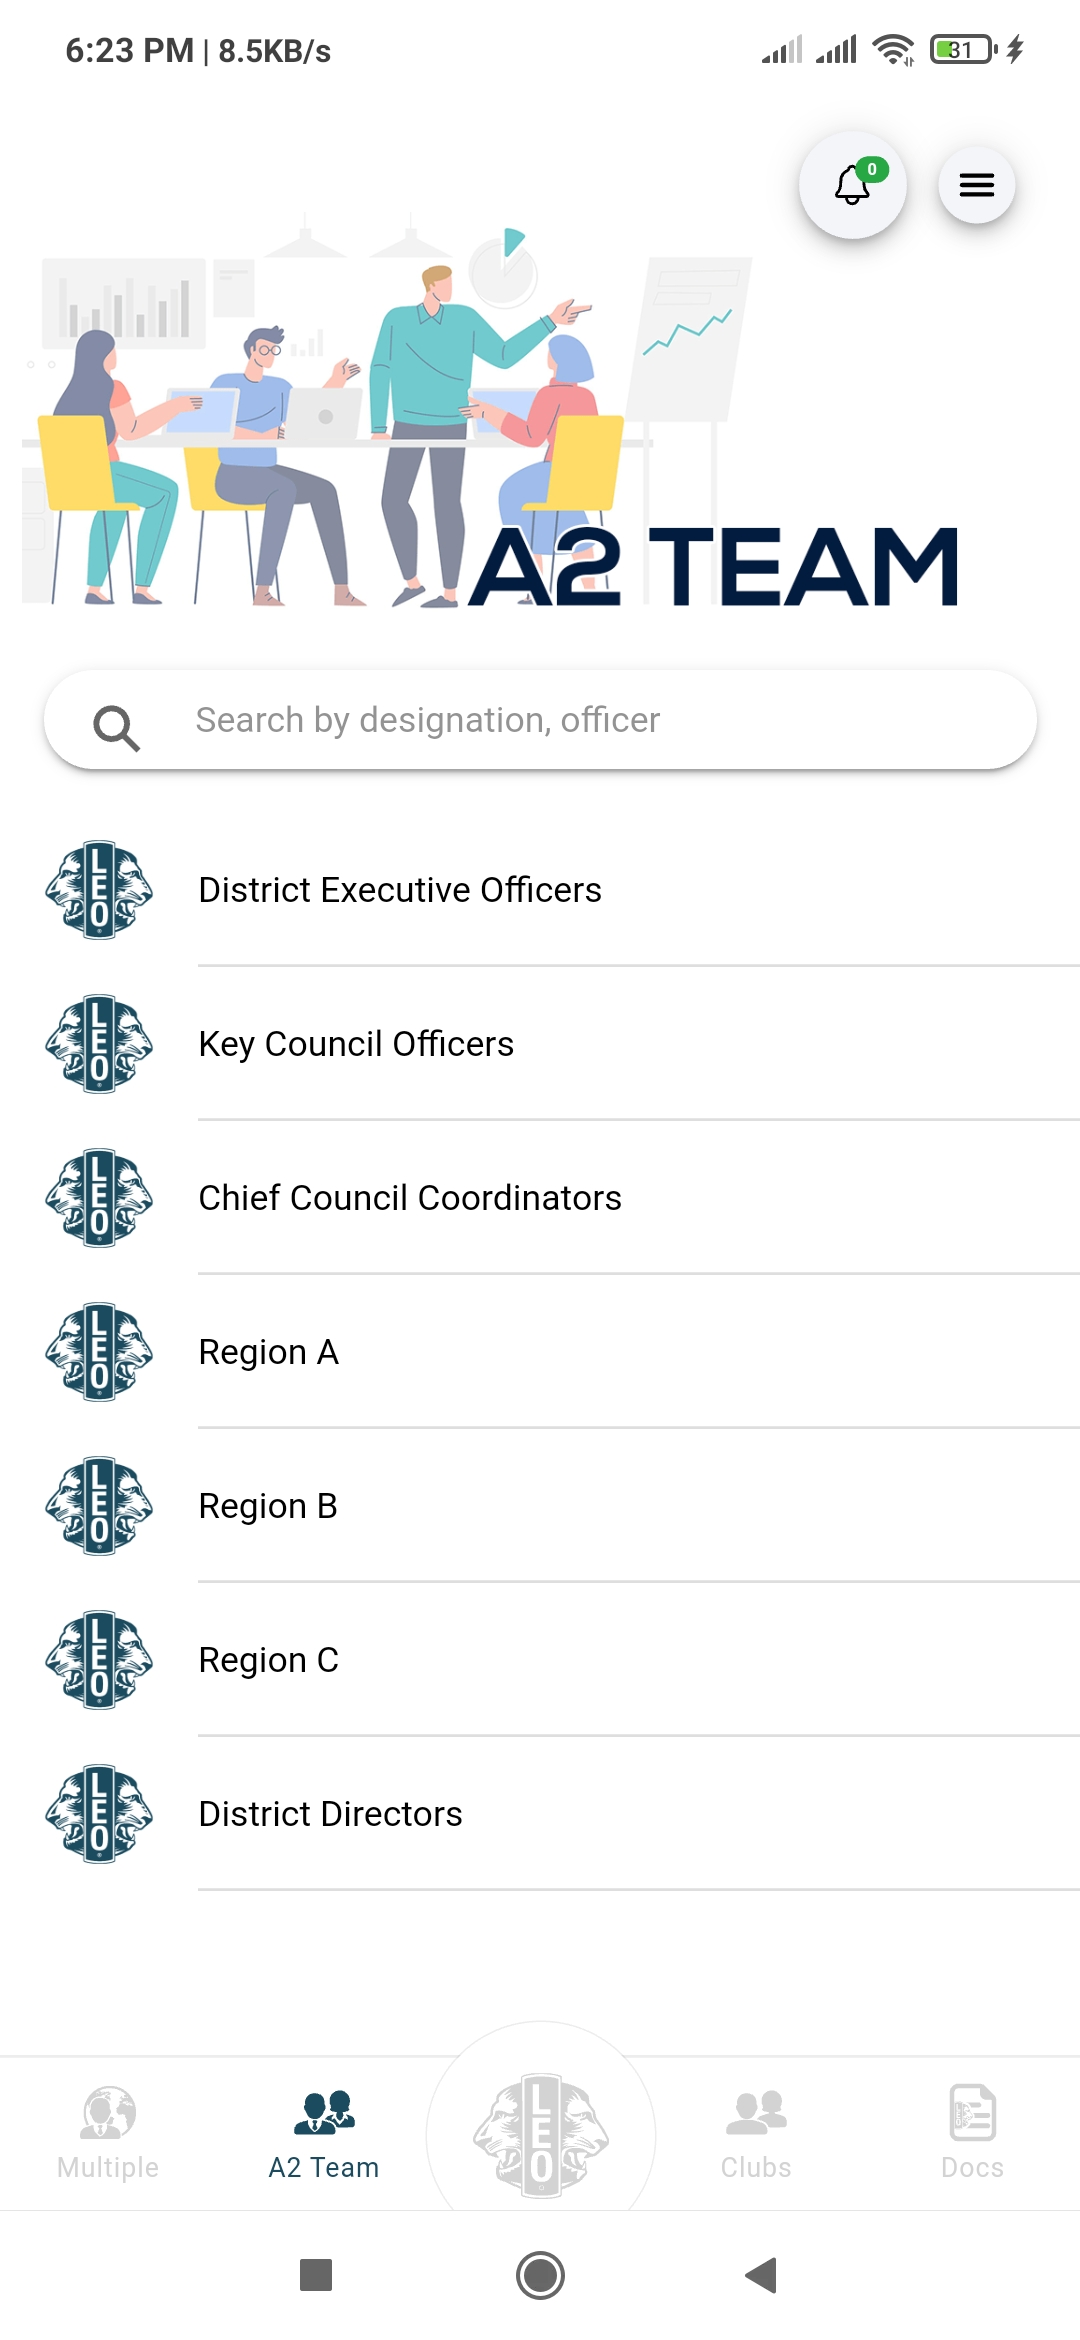 6:23 PM | 8.5KB/s
31
0
A2 TEAM
Search by designation, officer
LEO
District Executive Officers
LEO
Key Council Officers
LEO
Chief Council Coordinators
LEO
Region A
LEO
Region B
LEO
Region C
LEO
District Directors
LEO
Multiple
A2 Team
Clubs
Docs